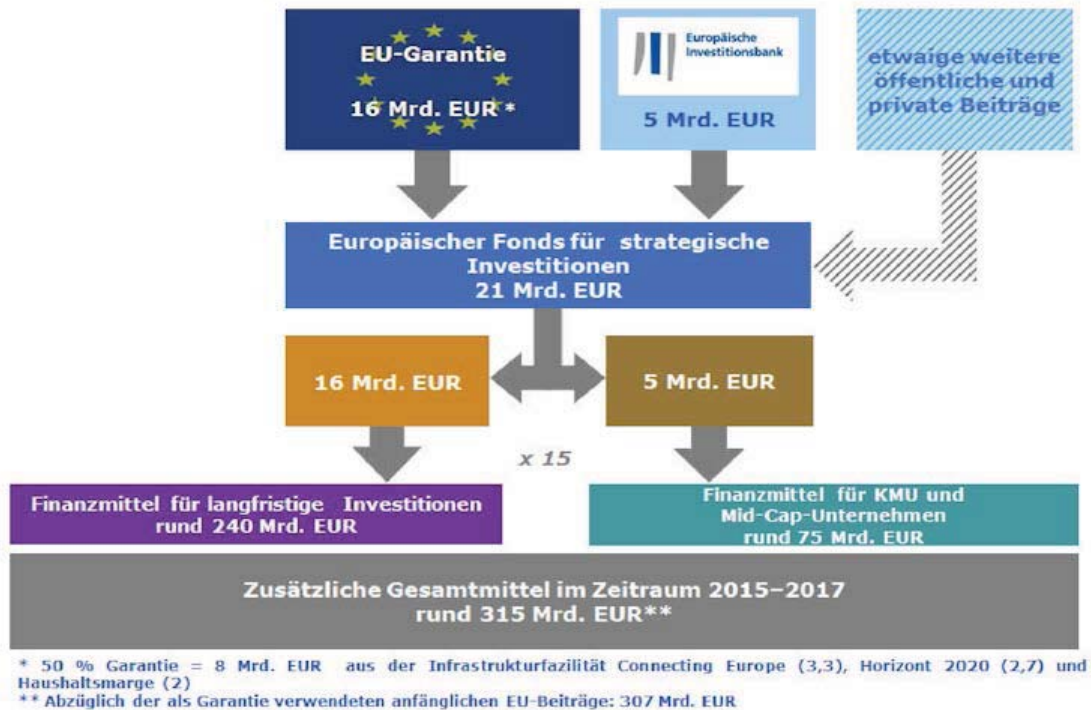 EU-Garantie
16 Mrd. EUR *
Europäische
Investitionsbank
5 Mrd. EUR
etwaige weitere
öffentliche und
private Beiträge
Europäischer Fonds für strategische
Investitionen
21 Mrd. EUR
16 Mrd. EUR
5 Mrd. EUR
x 15
Finanzmittel für langfristige Investitionen
rund 240 Mrd. EUR
Finanzmittel für KMU und
Mid-Cap-Unternehmen
rund 75 Mrd. EUR
Zusätzliche Gesamtmittel im Zeitraum 2015–2017
rund 315 Mrd. EUR**
* 50 % Garantie = 8 Mrd. EUR aus der Infrastrukturfazilität Connecting Europe (3,3), Horizont 2020 (2,7) und
Haushaltsmarge (2)
** Abzüglich der als Garantie verwendeten anfänglichen EU-Beiträge: 307 Mrd. EUR